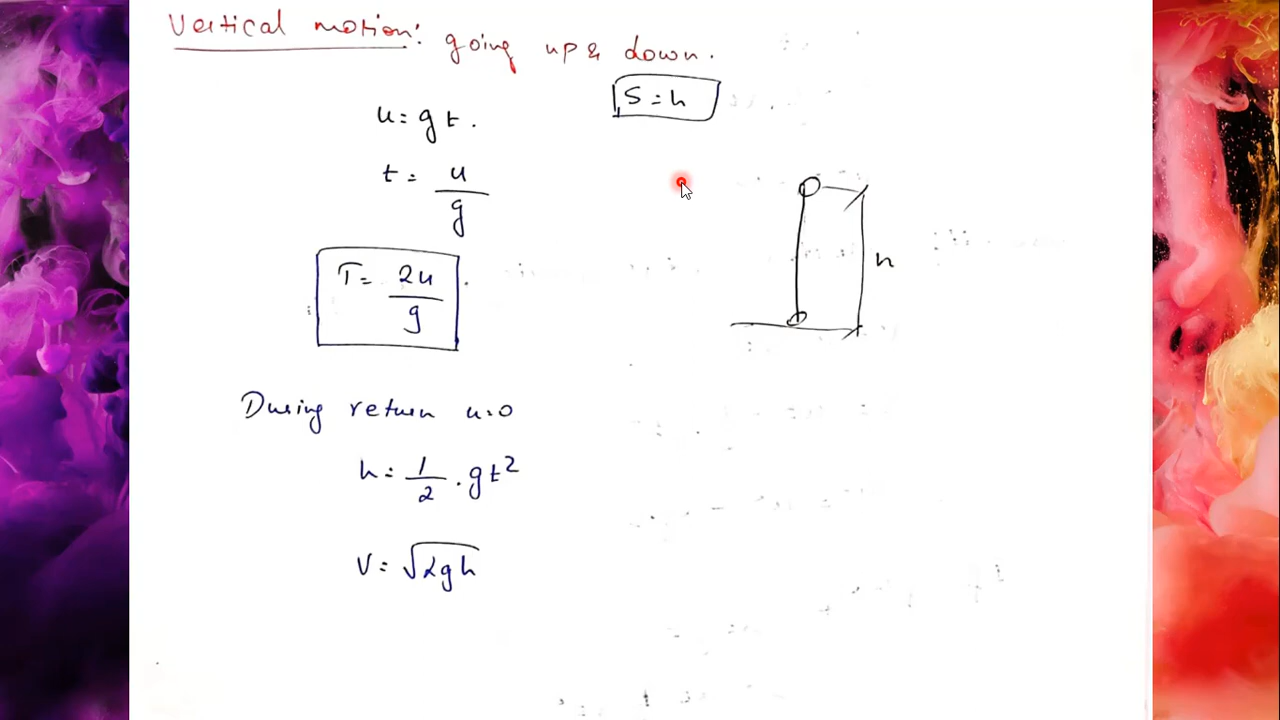 Vertical motion: going up & down.
S = h
u = gt.
t = u/g
T = 2u/g.
h
During return u=0
h = 1/2 . gt²
V = √2gh